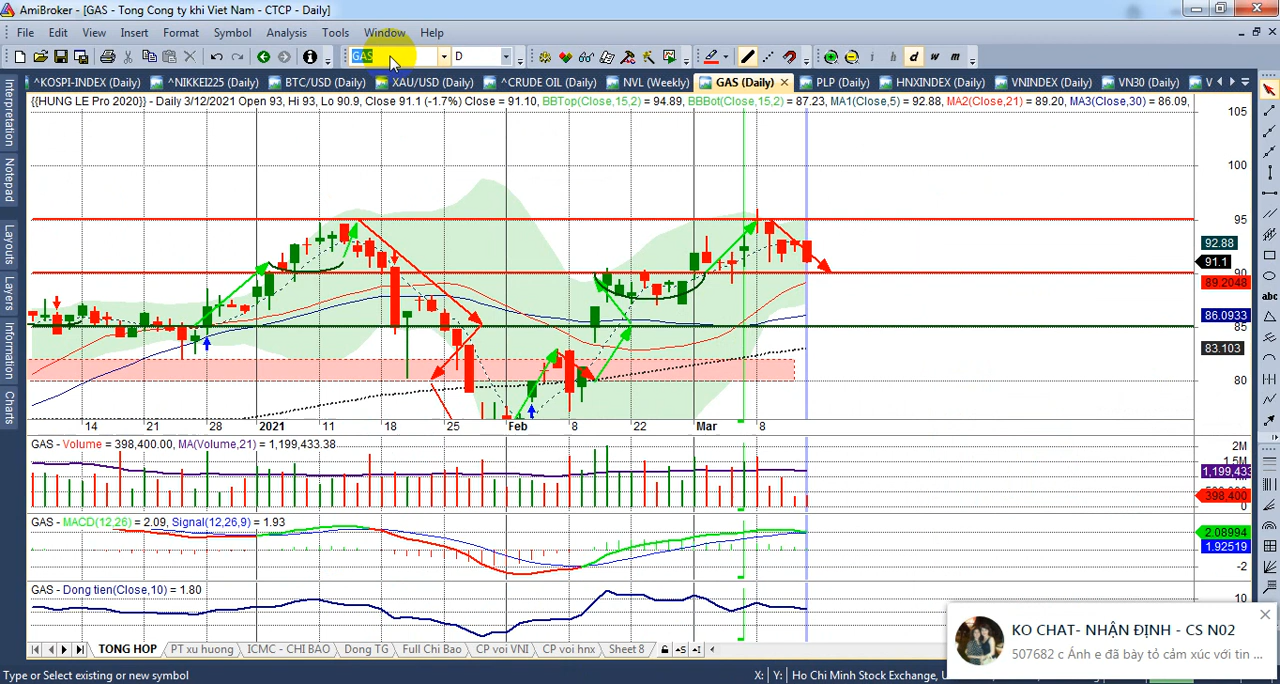 AmiBroker - [GAS - Tong Cong ty khi Viet Nam - CTCP - Daily]
File Edit View Insert Format Symbol Analysis Tools Window Help
GAS D i h d w m
^KOSPI-INDEX (Daily) ^NIKKEI225 (Daily) BTC/USD (Daily) XAU/USD (Daily) ^CRUDE OIL (Daily) NVL (Weekly) GAS (Daily) PLP (Daily) HNXINDEX (Daily) VNINDEX (Daily) VN30 (Daily) V
{{HUNG LE Pro 2020}} - Daily 3/12/2021 Open 93, Hi 93, Lo 90.9, Close 91.1 (-1.7%) Close = 91.10, BBTop(Close,15,2) = 94.89, BBBot(Close,15,2) = 87.23, MA1(Close,5) = 92.88, MA2(Close,21) = 89.20, MA3(Close,30) = 86.09,
Interpretation
Notepad
Layouts
Layers
Information
Charts
105
100
95
92.88
91.1
90
89.2048
86.0933
85
83.103
80
abc
14 21 28 2021 11 18 25 Feb 8 22 Mar 8
GAS - Volume = 398,400.00, MA(Volume,21) = 1,199,433.38
2M
1.5M
1,199,433
398,400
0
GAS - MACD(12,26) = 2.09, Signal(12,26,9) = 1.93
2.08994
1.92519
-2
GAS - Dong tien(Close,10) = 1.80
10
TONG HOP PT xu huong ICMC - CHI BAO Dong TG Full Chi Bao CP voi VNI CP voi hnx Sheet 8
KO CHAT- NHẬN ĐỊNH - CS N02
507682 c Ánh e đã bày tỏ cảm xúc với tin ...
Type or Select existing or new symbol X: Y: Ho Chi Minh Stock Exchange,